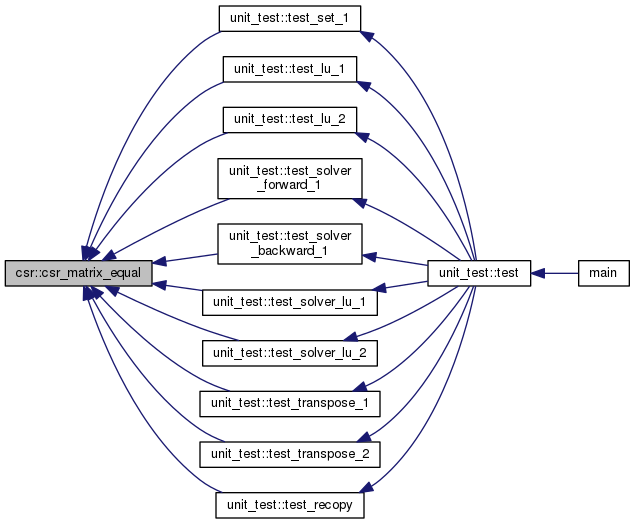 unit_test::test_set_1
unit_test::test_lu_1
unit_test::test_lu_2
unit_test::test_solver
_forward_1
unit_test::test_solver
_backward_1
csr::csr_matrix_equal
unit_test::test
main
unit_test::test_solver_lu_1
unit_test::test_solver_lu_2
unit_test::test_transpose_1
unit_test::test_transpose_2
unit_test::test_recopy